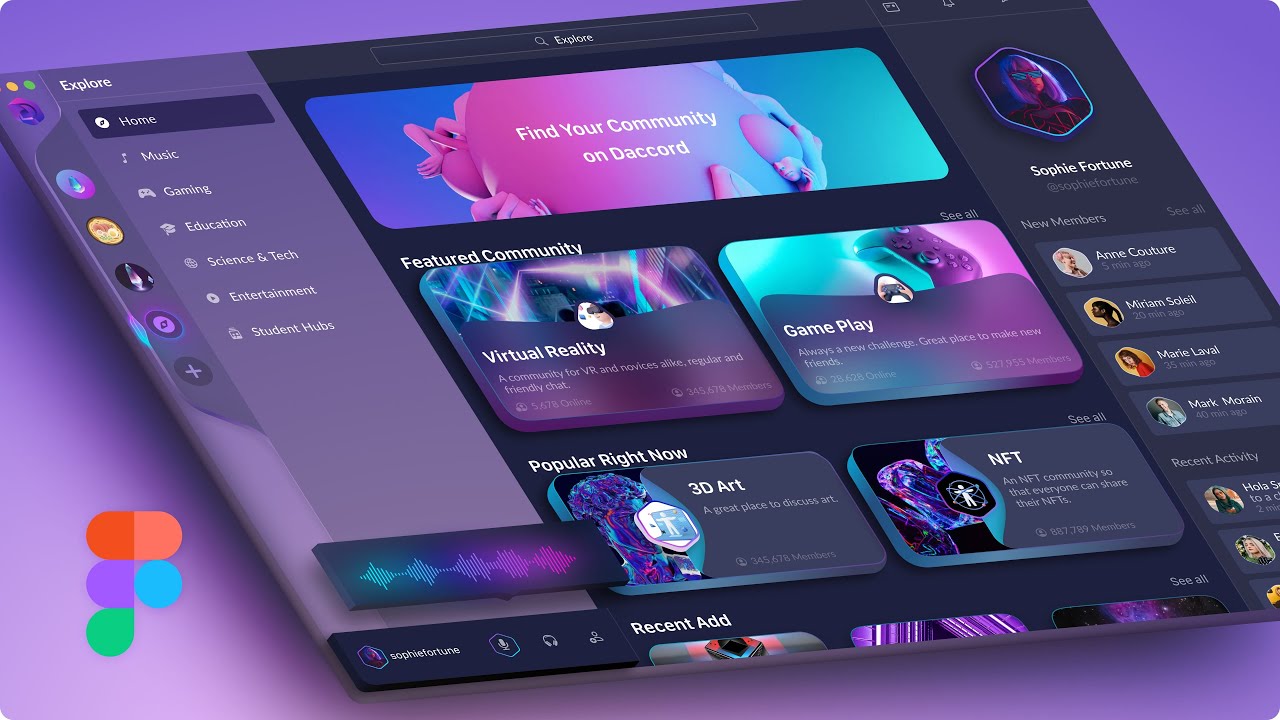 Explore
Explore
Home
Music
Gaming
Education
Science & Tech
Entertainment
Student Hubs
sophiefortune
Find Your Community
on Daccord
Featured Community
See all
Virtual Reality
A community for VR and novices alike, regular and
friendly chat.
5,678 Online
345,678 Members
Game Play
Always a new challenge. Great place to make new
friends.
28,628 Online
527,955 Members
Popular Right Now
See all
3D Art
A great place to discuss art.
345,678 Members
NFT
An NFT community so
that everyone can share
their NFTs.
887,789 Members
Recent Add
See all
Sophie Fortune
@sophiefortune
New Members
See all
Anne Couture
5 min ago
Miriam Soleil
20 min ago
Marie Laval
35 min ago
Mark Morain
40 min ago
Recent Activity
Hola
to a
2 mi